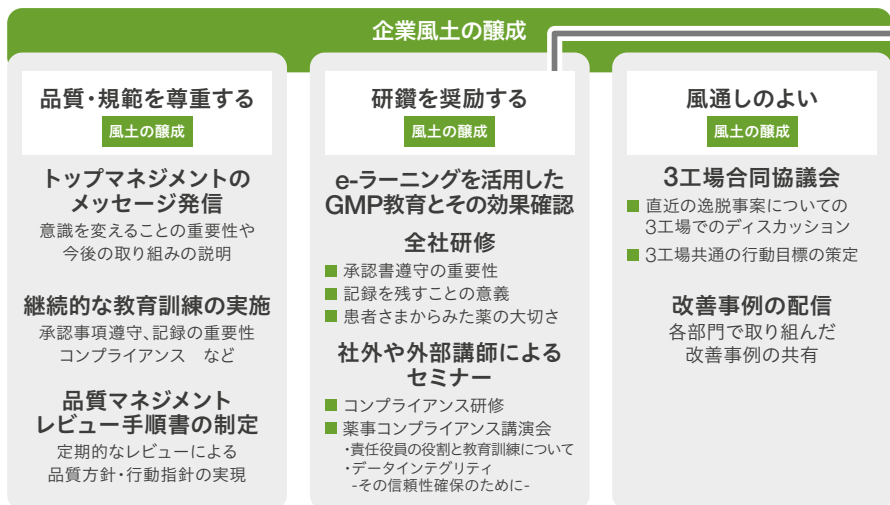 企業風土の醸成
品質・規範を尊重する
風土の醸成
トップマネジメントの
メッセージ発信
意識を変えることの重要性や
今後の取り組みの説明
継続的な教育訓練の実施
承認事項遵守、記録の重要性
コンプライアンス　など
品質マネジメント
レビュー手順書の制定
定期的なレビューによる
品質方針・行動指針の実現
研鑽を奨励する
風土の醸成
e-ラーニングを活用した
GMP教育とその効果確認
全社研修
■ 承認書遵守の重要性
■ 記録を残すことの意義
■ 患者さまからみた薬の大切さ
社外や外部講師による
セミナー
■ コンプライアンス研修
■ 薬事コンプライアンス講演会
・責任役員の役割と教育訓練について
・データインテグリティ
-その信頼性確保のために-
風通しのよい
風土の醸成
3工場合同協議会
■ 直近の逸脱事案についての
3工場でのディスカッション
■ 3工場共通の行動目標の策定
改善事例の配信
各部門で取り組んだ
改善事例の共有